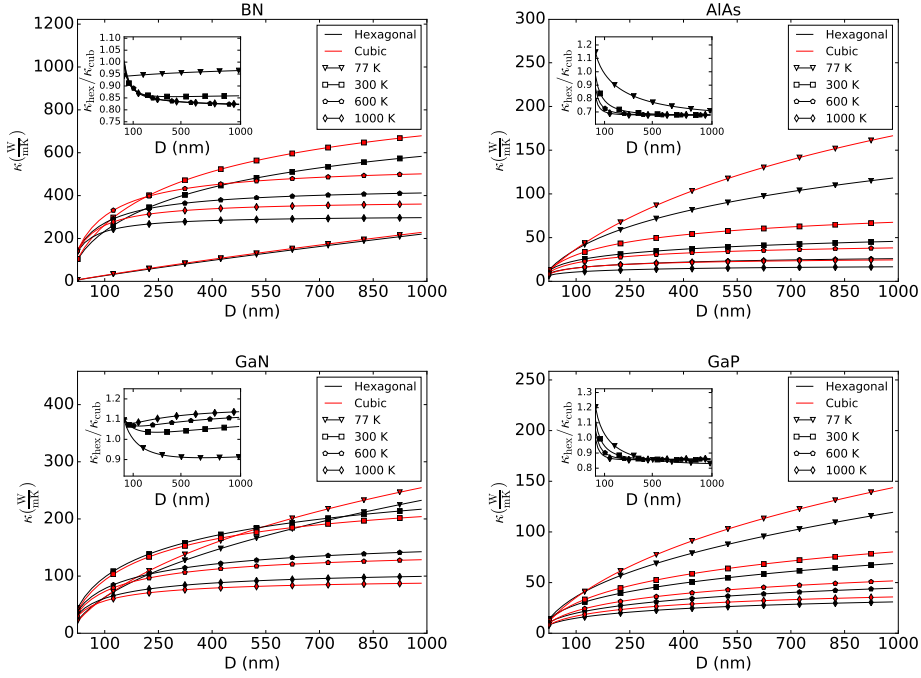 BN
1200
1000
800
600
400
200
0
κ(W/mK)
100 250 400 550 700 850 1000
D (nm)
1.10
1.05
1.00
0.95
0.90
0.85
0.80
κhex/κcub
100 500 1000
D (nm)
Hexagonal
Cubic
77 K
300 K
600 K
1000 K
AlAs
300
250
200
150
100
50
0
κ(W/mK)
100 250 400 550 700 850 1000
D (nm)
1.2
1.1
1.0
0.9
0.8
0.7
κhex/κcub
100 500 1000
D (nm)
Hexagonal
Cubic
77 K
300 K
600 K
1000 K
GaN
400
300
200
100
0
κ(W/mK)
100 250 400 550 700 850 1000
D (nm)
1.2
1.1
1.0
0.9
κhex/κcub
100 500 1000
D (nm)
Hexagonal
Cubic
77 K
300 K
600 K
1000 K
GaP
250
200
150
100
50
0
κ(W/mK)
100 250 400 550 700 850 1000
D (nm)
1.3
1.2
1.1
1.0
0.9
0.8
κhex/κcub
100 500 1000
D (nm)
Hexagonal
Cubic
77 K
300 K
600 K
1000 K